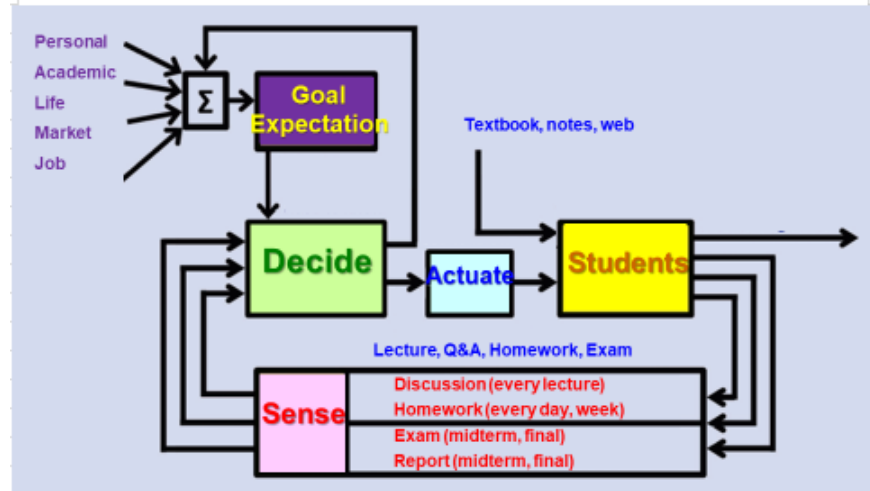 Personal
Academic
Life
Market
Job
Σ
Goal
Expectation
Textbook, notes, web
Decide
Actuate
Students
Lecture, Q&A, Homework, Exam
Sense
Discussion (every lecture)
Homework (every day, week)
Exam (midterm, final)
Report (midterm, final)